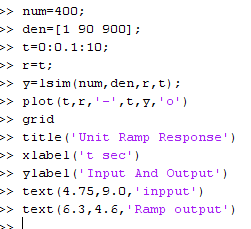 >> num=400;
>> den=[1 90 900];
>> t=0:0.1:10;
>> r=t;
>> y=lsim(num,den,r,t);
>> plot(t,r,'-',t,y,'o')
>> grid
>> title('Unit Ramp Response')
>> xlabel('t sec')
>> ylabel('Input And Output')
>> text(4.75,9.0,'inpput')
>> text(6.3,4.6,'Ramp output')
>>